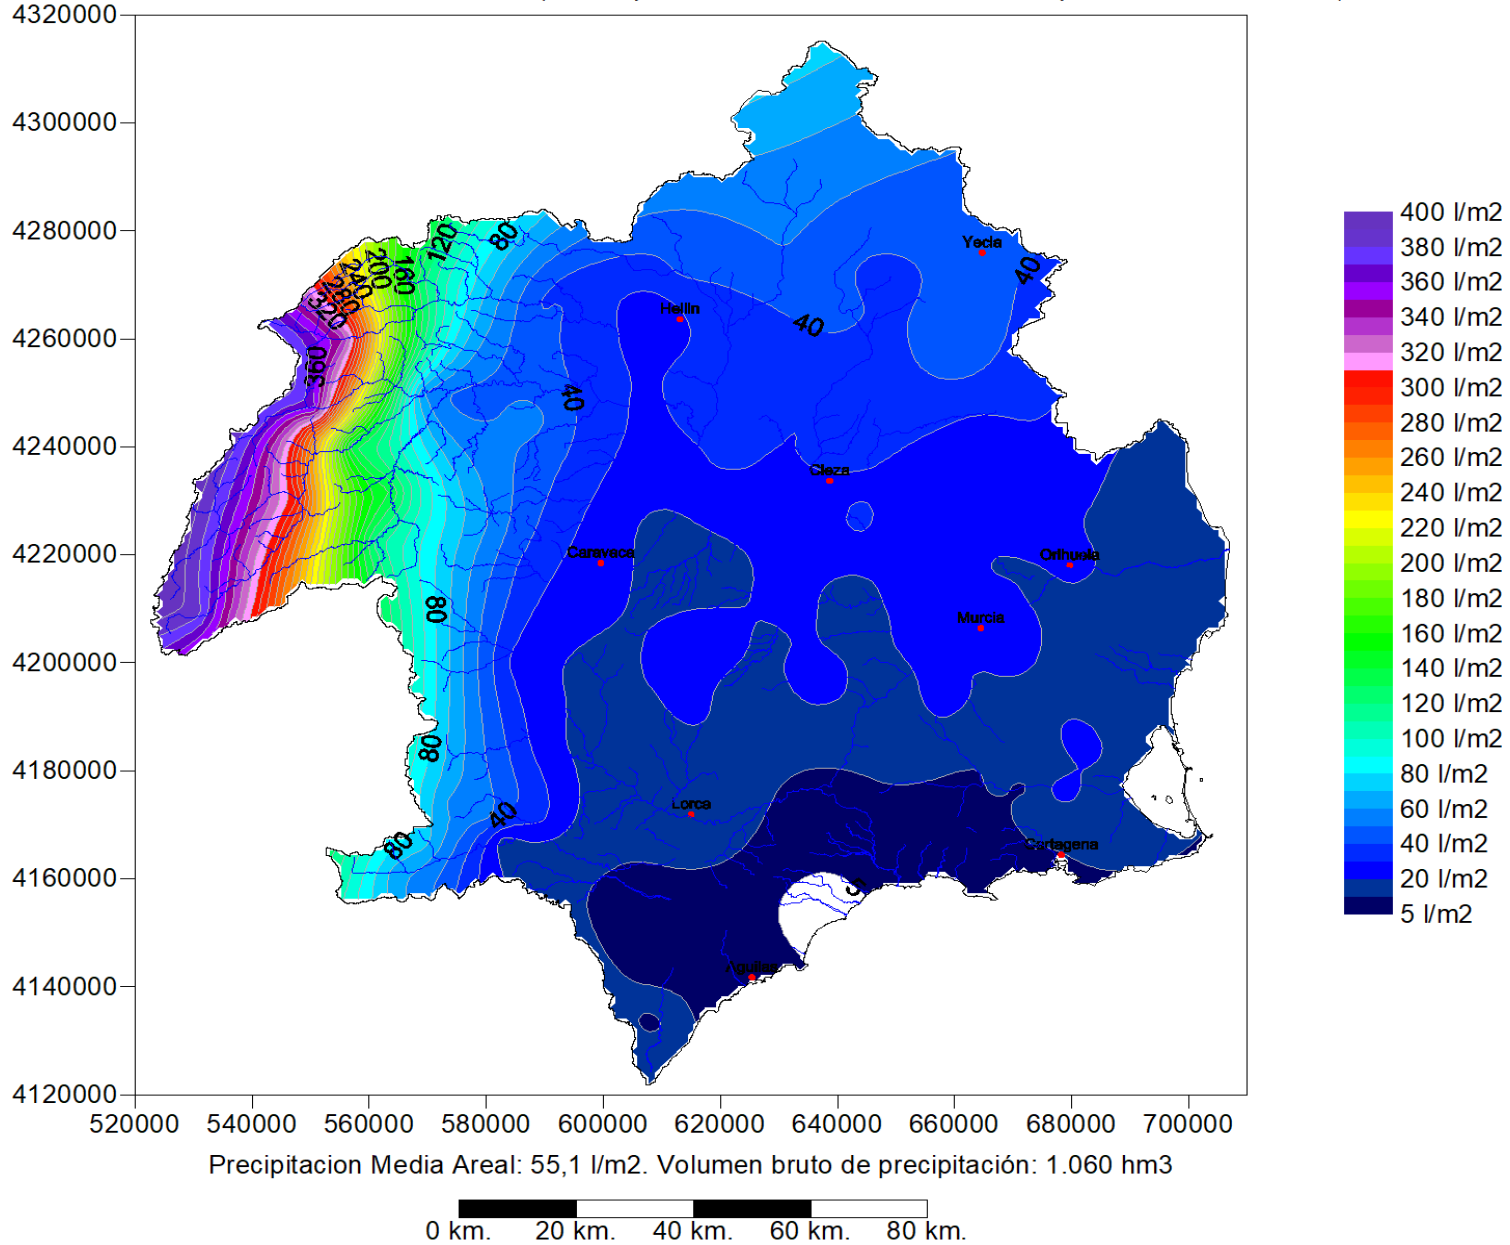 4320000
4300000
4280000
4260000
4240000
4220000
4200000
4180000
4160000
4140000
4120000
520000 540000 560000 580000 600000 620000 640000 660000 680000 700000
120
80
160
200
240
280
320
360
Yecla
40
Hellin
40
40
Cieza
Caravaca
Orihuela
80
Murcia
80
Lorca
40
80
Cartagena
5
Aguilas
400 l/m2
380 l/m2
360 l/m2
340 l/m2
320 l/m2
300 l/m2
280 l/m2
260 l/m2
240 l/m2
220 l/m2
200 l/m2
180 l/m2
160 l/m2
140 l/m2
120 l/m2
100 l/m2
80 l/m2
60 l/m2
40 l/m2
20 l/m2
5 l/m2
Precipitacion Media Areal: 55,1 l/m2. Volumen bruto de precipitación: 1.060 hm3
0 km. 20 km. 40 km. 60 km. 80 km.